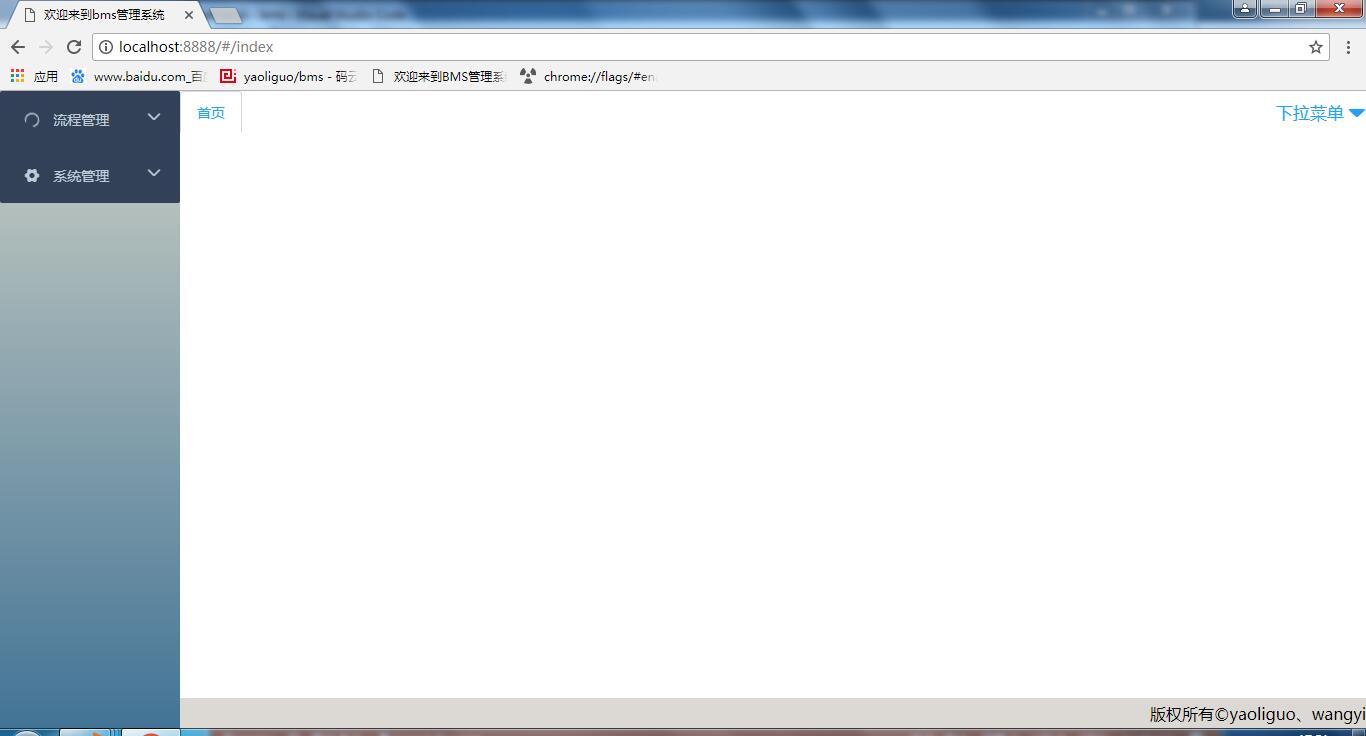 欢迎来到bms管理系统
localhost:8888/#/index
应用
www.baidu.com_百
yaoliguo/bms - 码云
欢迎来到BMS管理系
chrome://flags/#en
流程管理
首页
下拉菜单
系统管理
版权所有©yaoliguo、wangyi